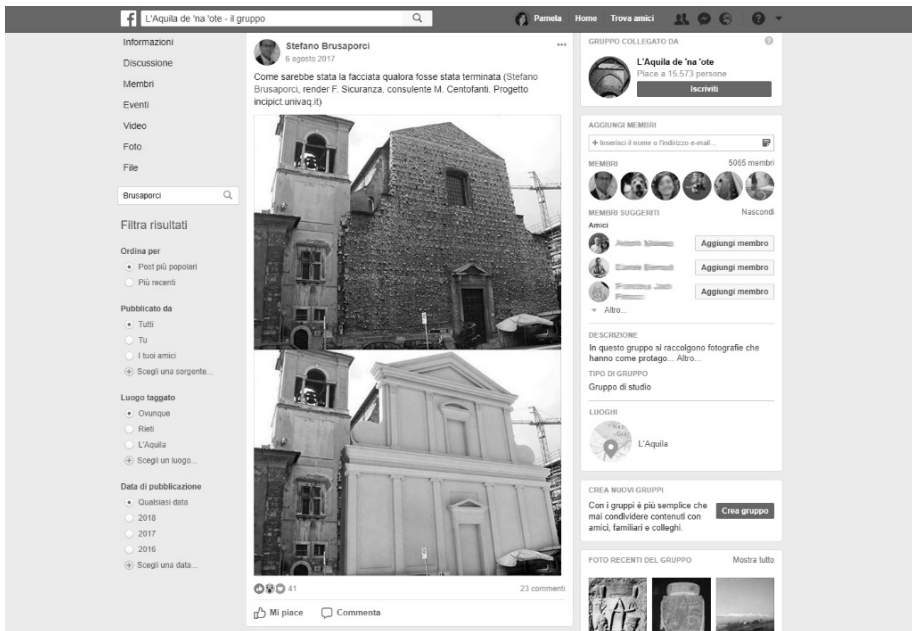 f L'Aquila de 'na 'ote - il gruppo
Pamela Home Trova amici
Informazioni
Discussione
Membri
Eventi
Video
Foto
File
Brusaporci
Filtra risultati
Ordina per
Post più popolari
Più recenti
Pubblicato da
Tutti
Tu
I tuoi amici
Scegli una sorgente...
Luogo taggato
Ovunque
Rieti
L'Aquila
Scegli un luogo...
Data di pubblicazione
Qualsiasi data
2018
2017
2016
Scegli una data...
Stefano Brusaporci
6 agosto 2017
Come sarebbe stata la facciata qualora fosse stata terminata (Stefano
Brusaporci, render F. Sicuranza, consulente M. Centofanti. Progetto
incipict.univaq.it)
41
23 commenti
Mi piace Commenta
GRUPPO COLLEGATO DA
L'Aquila de 'na 'ote
Piace a 15.573 persone
Iscriviti
AGGIUNGI MEMBRI
+ Inserisci il nome o l'indirizzo e-mail...
MEMBRI 5065 membri
MEMBRI SUGGERITI Nascondi
Amici
Aggiungi membro
Aggiungi membro
Aggiungi membro
Altro...
DESCRIZIONE
In questo gruppo si raccolgono fotografie che
hanno come protago... Altro...
TIPO DI GRUPPO
Gruppo di studio
LUOGHI
L'Aquila
CREA NUOVI GRUPPI
Con i gruppi è più semplice che
mai condividere contenuti con
amici, familiari e colleghi.
Crea gruppo
FOTO RECENTI DEL GRUPPO Mostra tutto